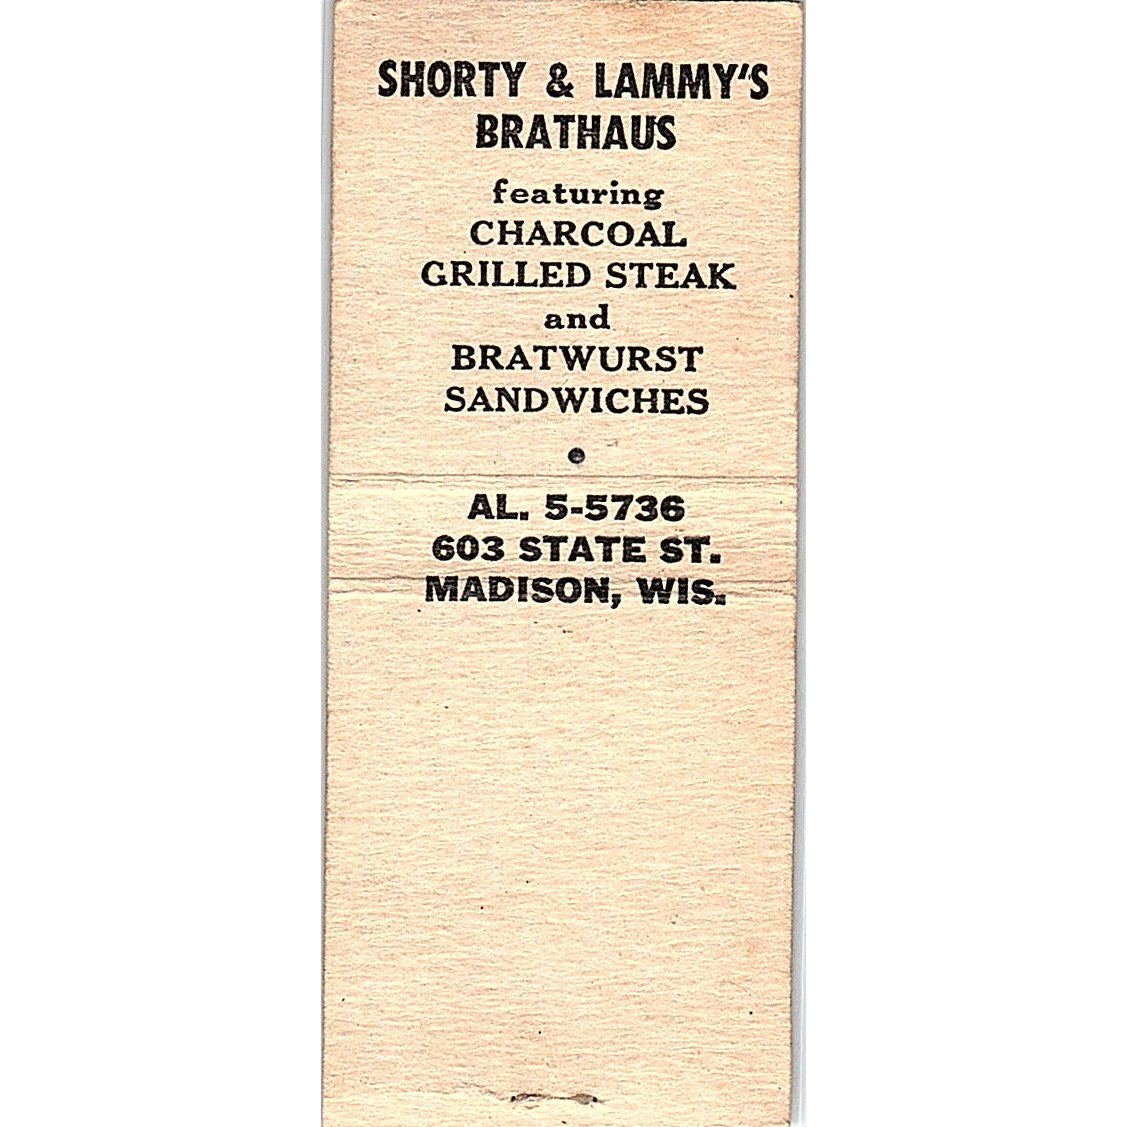 SHORTY & LAMMY'S
BRATHAUS
featuring
CHARCOAL
GRILLED STEAK
and
BRATWURST
SANDWICHES
•
AL. 5-5736
603 STATE ST.
MADISON, WIS.